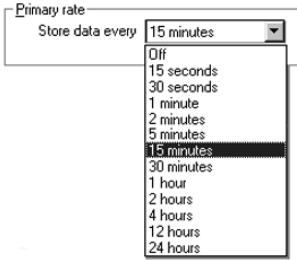 Primary rate
Store data every 15 minutes
Off
15 seconds
30 seconds
1 minute
2 minutes
5 minutes
15 minutes
30 minutes
1 hour
2 hours
4 hours
12 hours
24 hours